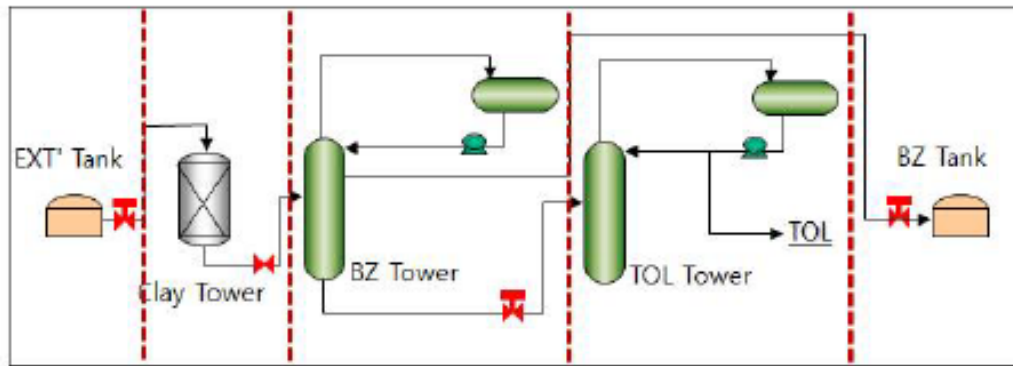 EXT' Tank
Clay Tower
BZ Tower
TOL Tower
TOL
BZ Tank